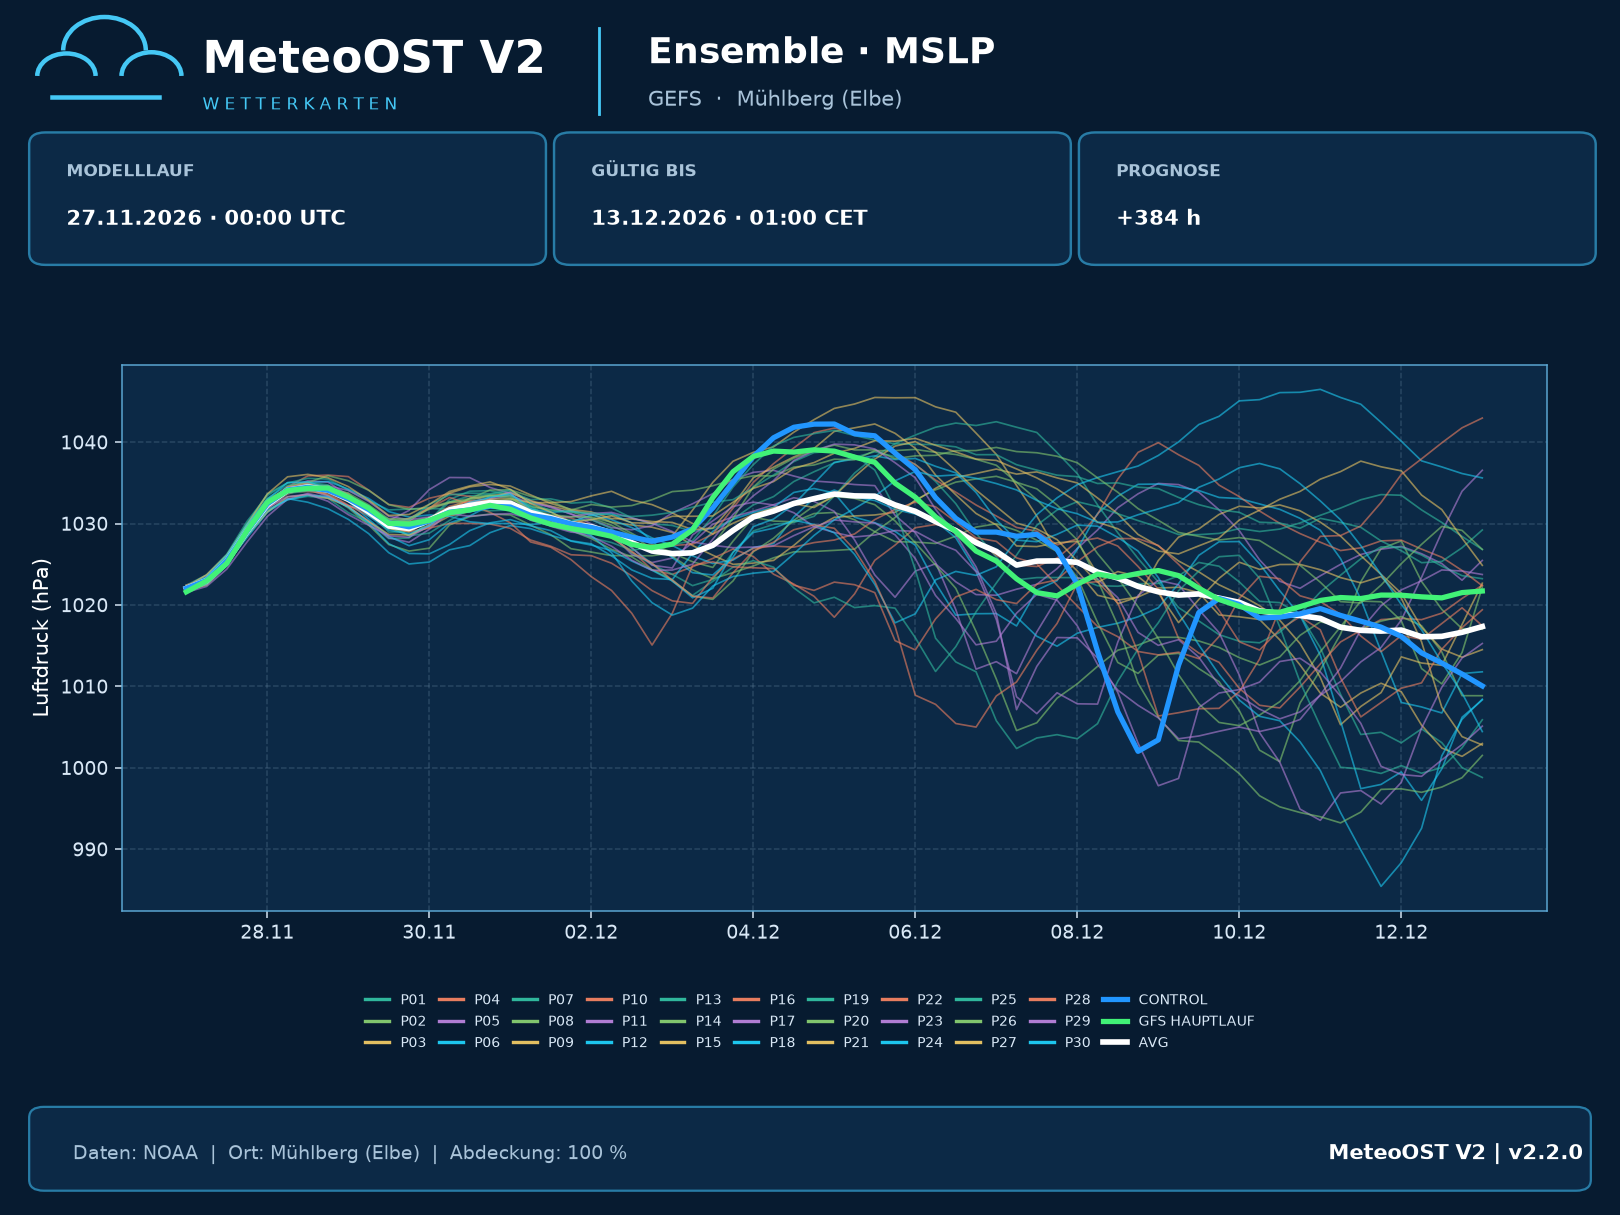 MeteoOST V2
WETTERKARTEN
Ensemble · MSLP
GEFS · Mühlberg (Elbe)
MODELLLAUF
27.11.2026 · 00:00 UTC
GÜLTIG BIS
13.12.2026 · 01:00 CET
PROGNOSE
+384 h
Luftdruck (hPa)
1040
1030
1020
1010
1000
990
28.11 30.11 02.12 04.12 06.12 08.12 10.12 12.12
P01 P04 P07 P10 P13 P16 P19 P22 P25 P28 CONTROL
P02 P05 P08 P11 P14 P17 P20 P23 P26 P29 GFS HAUPTLAUF
P03 P06 P09 P12 P15 P18 P21 P24 P27 P30 AVG
Daten: NOAA | Ort: Mühlberg (Elbe) | Abdeckung: 100 %
MeteoOST V2 | v2.2.0